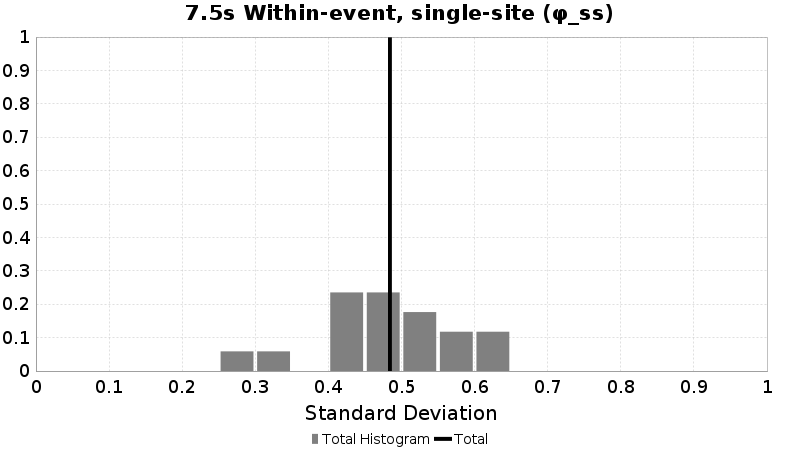 7.5s Within-event, single-site (φ_ss)
1
0.9
0.8
0.7
0.6
0.5
0.4
0.3
0.2
0.1
0
0 0.1 0.2 0.3 0.4 0.5 0.6 0.7 0.8 0.9 1
Standard Deviation
Total Histogram Total